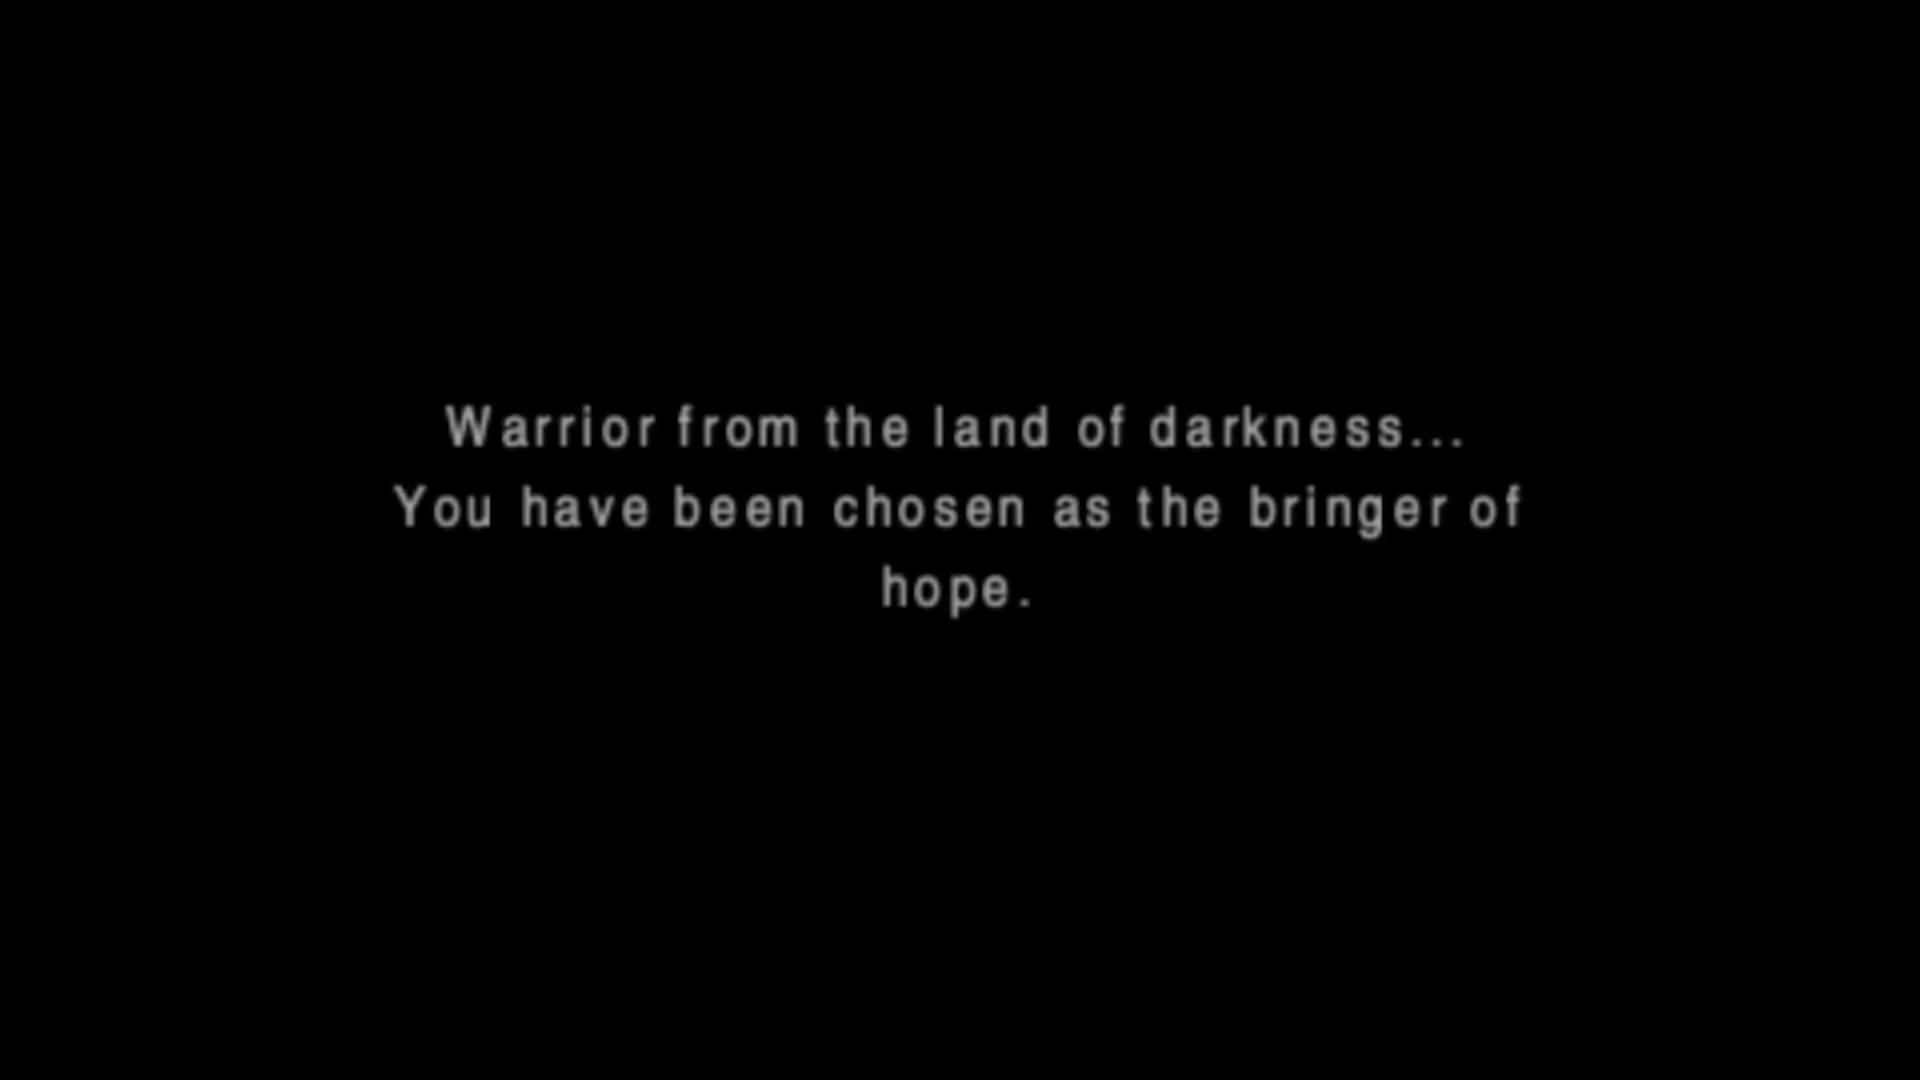 Warrior from the land of darkness...
You have been chosen as the bringer of
hope.